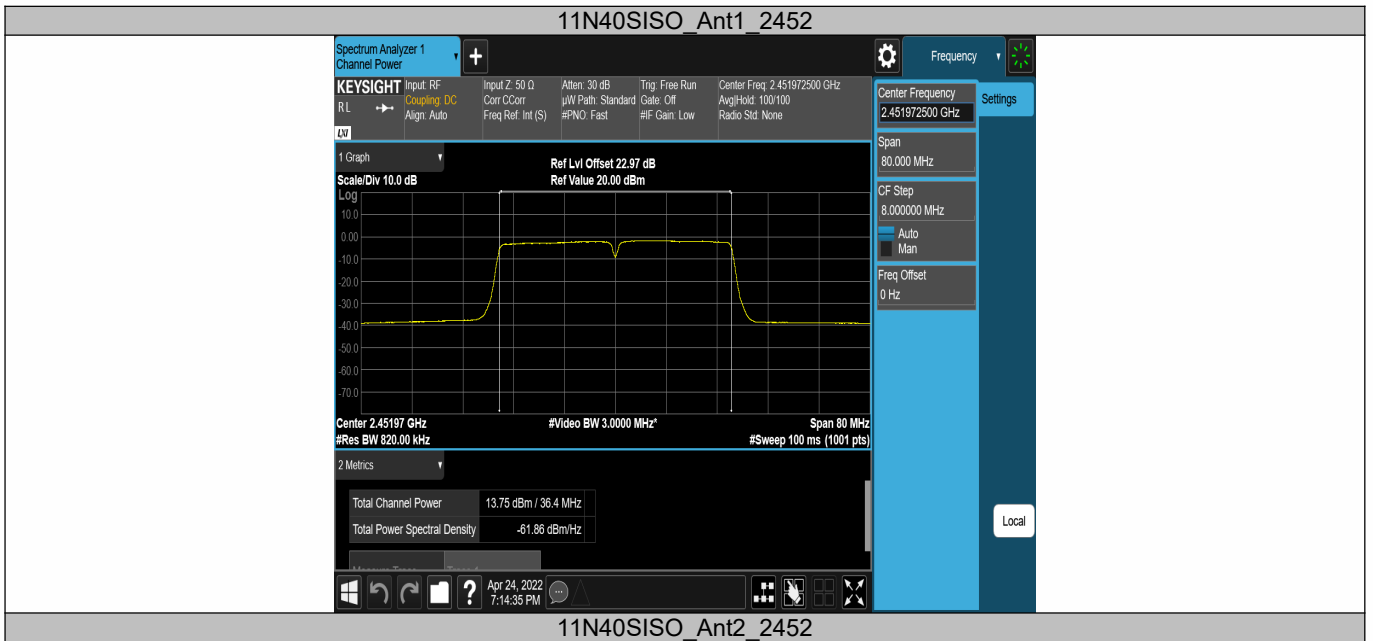 11N40SISO_Ant1_2452
Spectrum Analyzer 1
Channel Power
+
Frequency
KEYSIGHT
RL
LXI
Input: RF
Coupling: DC
Align: Auto
Input Z: 50 Ω
Corr CCorr
Freq Ref: Int (S)
Atten: 30 dB
µW Path: Standard
#PNO: Fast
Trig: Free Run
Gate: Off
#IF Gain: Low
Center Freq: 2.451972500 GHz
Avg|Hold: 100/100
Radio Std: None
Center Frequency
2.451972500 GHz
Settings
Span
80.000 MHz
CF Step
8.000000 MHz
Auto
Man
Freq Offset
0 Hz
Local
1 Graph
Scale/Div 10.0 dB
Ref Lvl Offset 22.97 dB
Ref Value 20.00 dBm
Log
10.0
0.00
-10.0
-20.0
-30.0
-40.0
-50.0
-60.0
-70.0
Center 2.45197 GHz
#Video BW 3.0000 MHz*
Span 80 MHz
#Res BW 820.00 kHz
#Sweep 100 ms (1001 pts)
2 Metrics
Total Channel Power 13.75 dBm / 36.4 MHz
Total Power Spectral Density -61.86 dBm/Hz
?
Apr 24, 2022
7:14:35 PM
11N40SISO_Ant2_2452